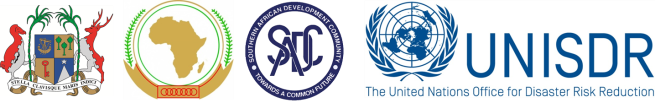 STELLA CLAVISQUE MARIS INDICI
SOUTHERN AFRICAN DEVELOPMENT COMMUNITY
SADC
TOWARDS A COMMON FUTURE
UNISDR
The United Nations Office for Disaster Risk Reduction